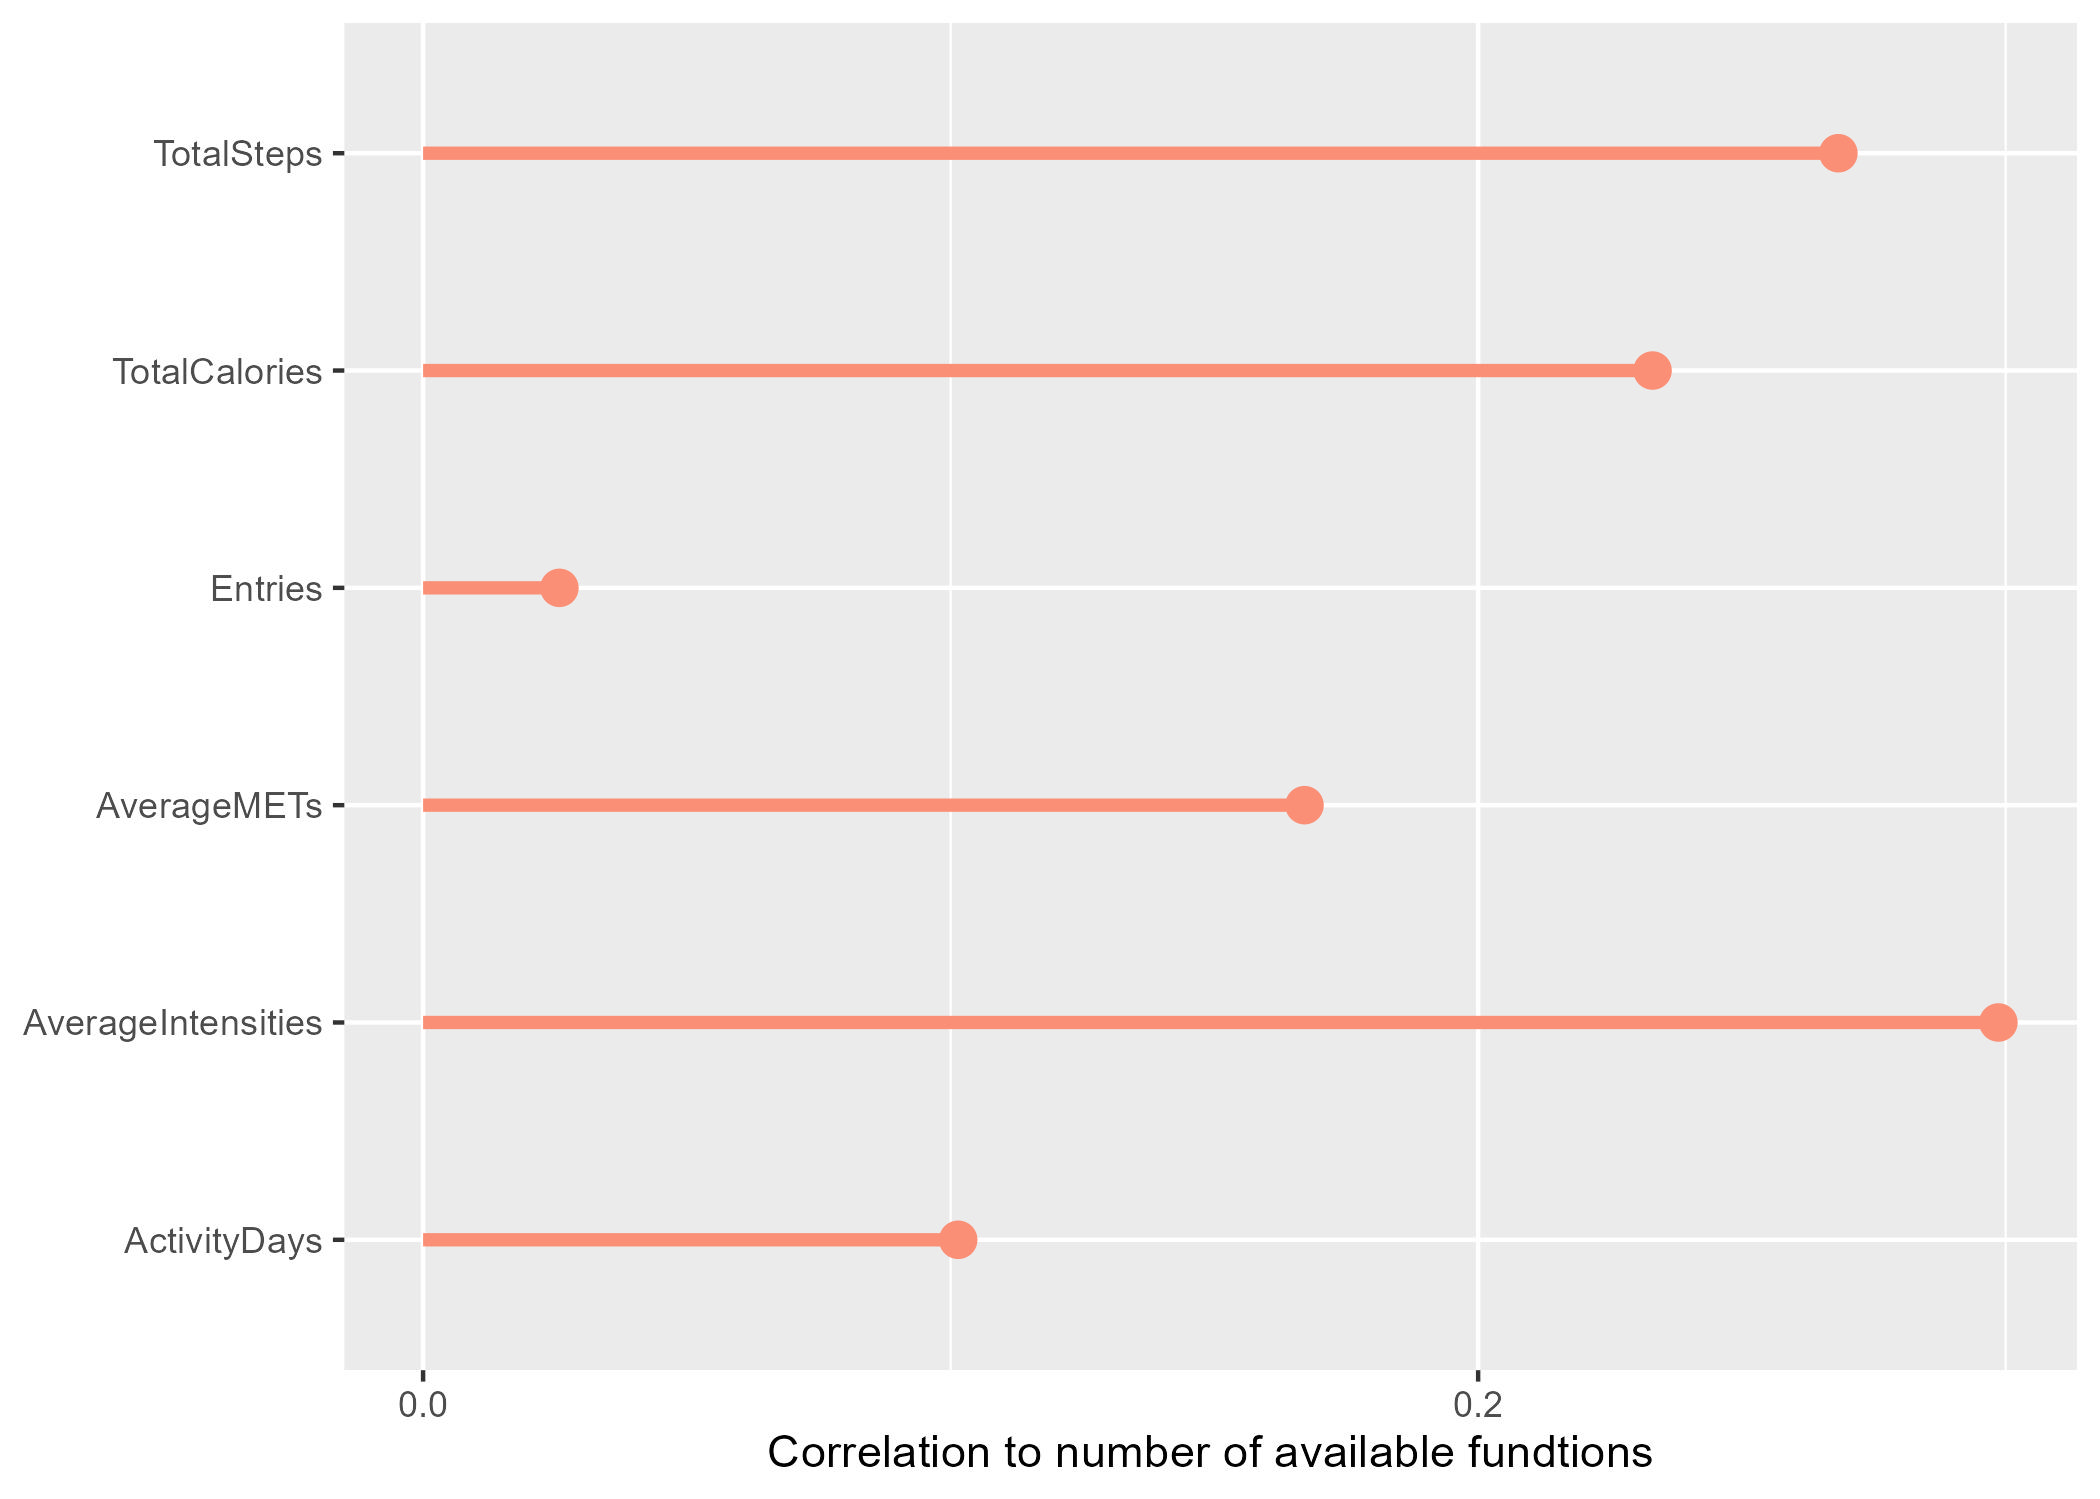 TotalSteps
TotalCalories
Entries
AverageMETs
AverageIntensities
ActivityDays
0.0 0.2
Correlation to number of available fundtions